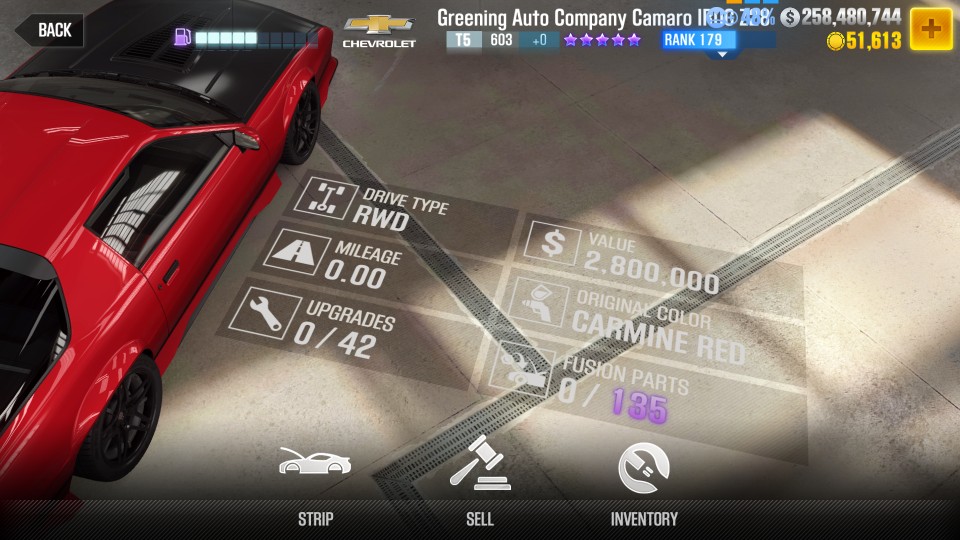 BACK
CHEVROLET
Greening Auto Company Camaro
258,480,744
T5 603 +0
RANK 179
51,613
DRIVE TYPE
RWD
MILEAGE
0.00
UPGRADES
0 / 42
VALUE
2,800,000
ORIGINAL COLOR
CARMINE RED
FUSION PARTS
0 / 135
STRIP
SELL
INVENTORY